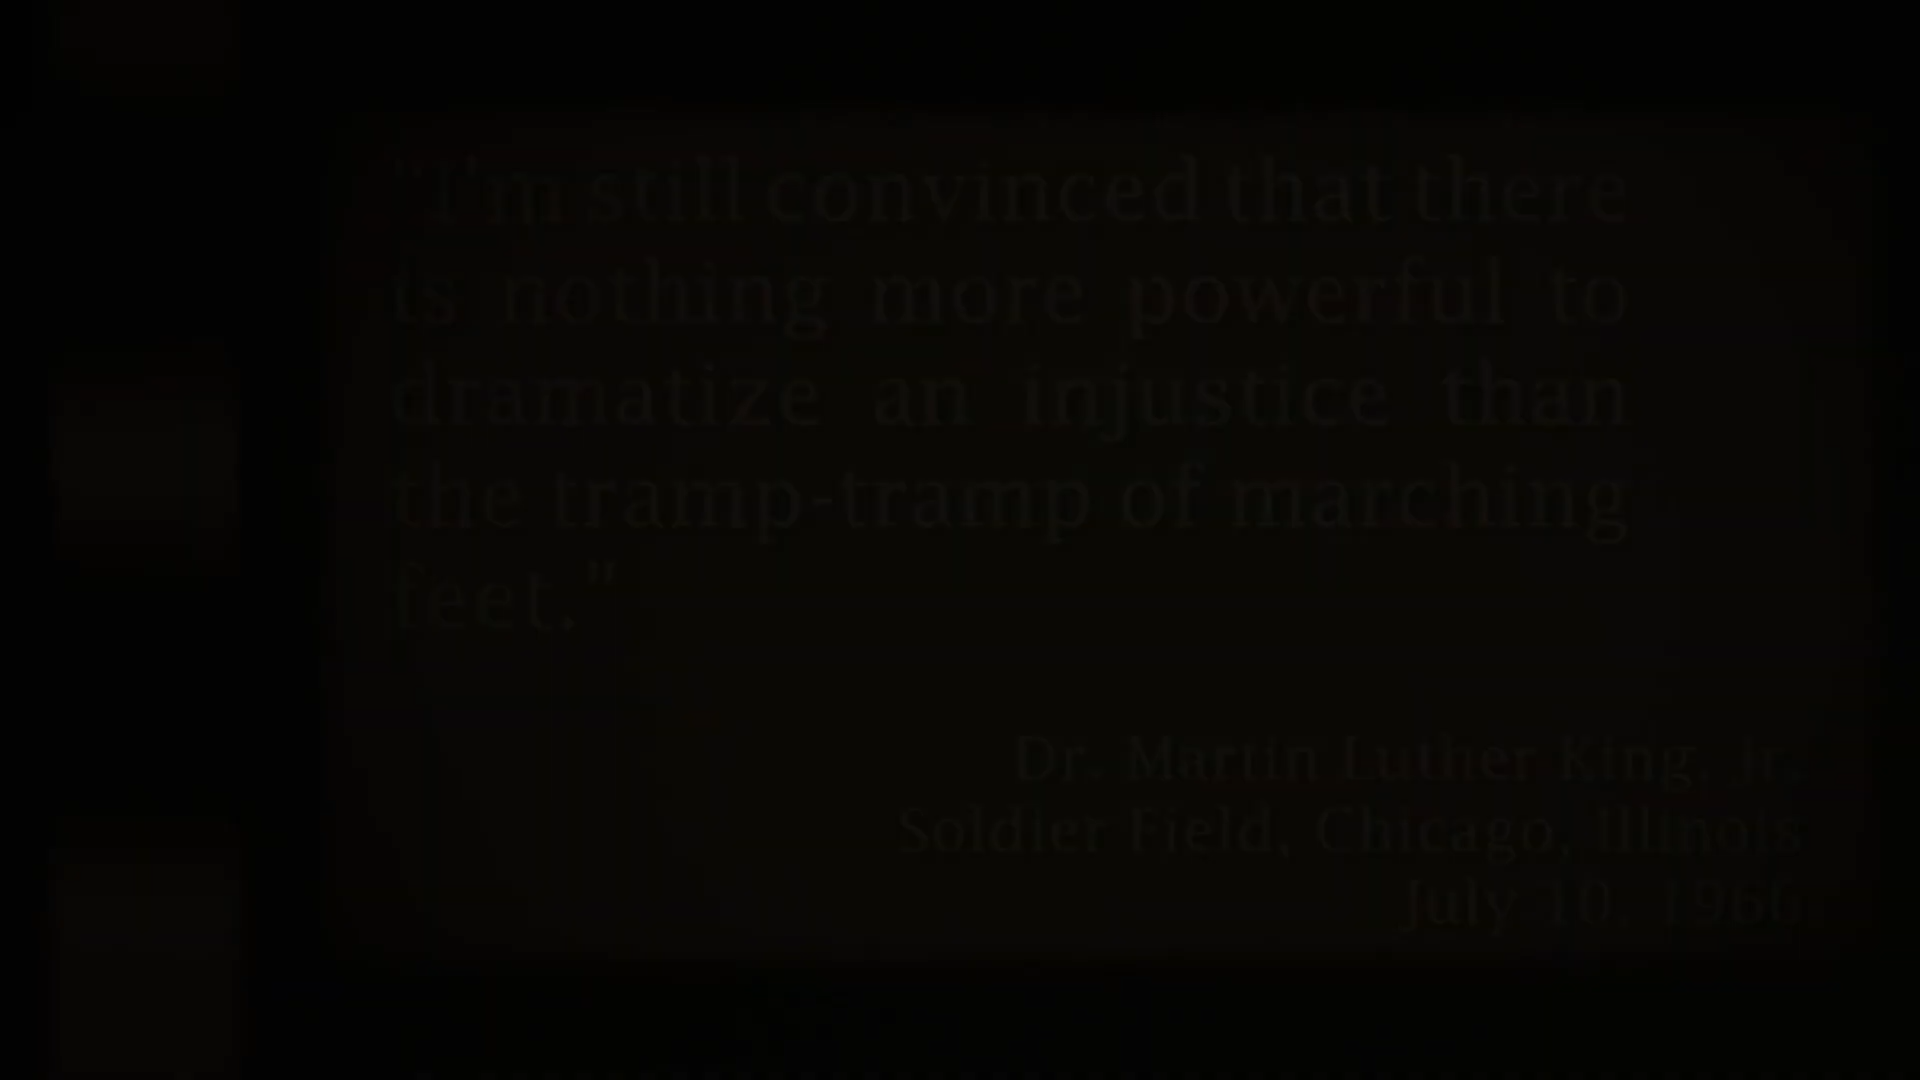 "I'm still convinced that there
is nothing more powerful to
dramatize an injustice than
the tramp-tramp of marching
feet."
Dr. Martin Luther King, Jr.
Soldier Field, Chicago, Illinois
July 10, 1966